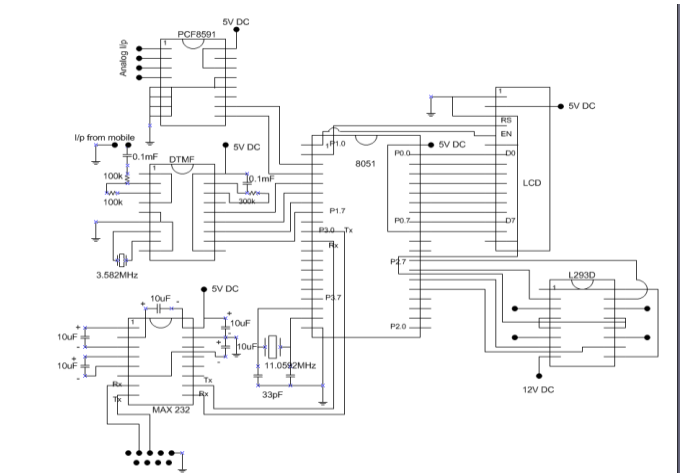 5V DC
PCF8591
1
Analog I/p
I/p from mobile
0.1mF
DTMF
5V DC
1
100k
100k
0.1mF
300k
3.582MHz
1
P1.0
8051
P0.0
5V DC
P1.7
P3.0
Tx
Rx
P0.7
P2.7
P3.7
P2.0
1
5V DC
RS
EN
D0
LCD
D7
L293D
1
12V DC
5V DC
10uF
+
-
1
+
10uF
-
+
10uF
-
10uF
+
10uF
11.0592MHz
33pF
Rx
Tx
Tx
Rx
MAX 232